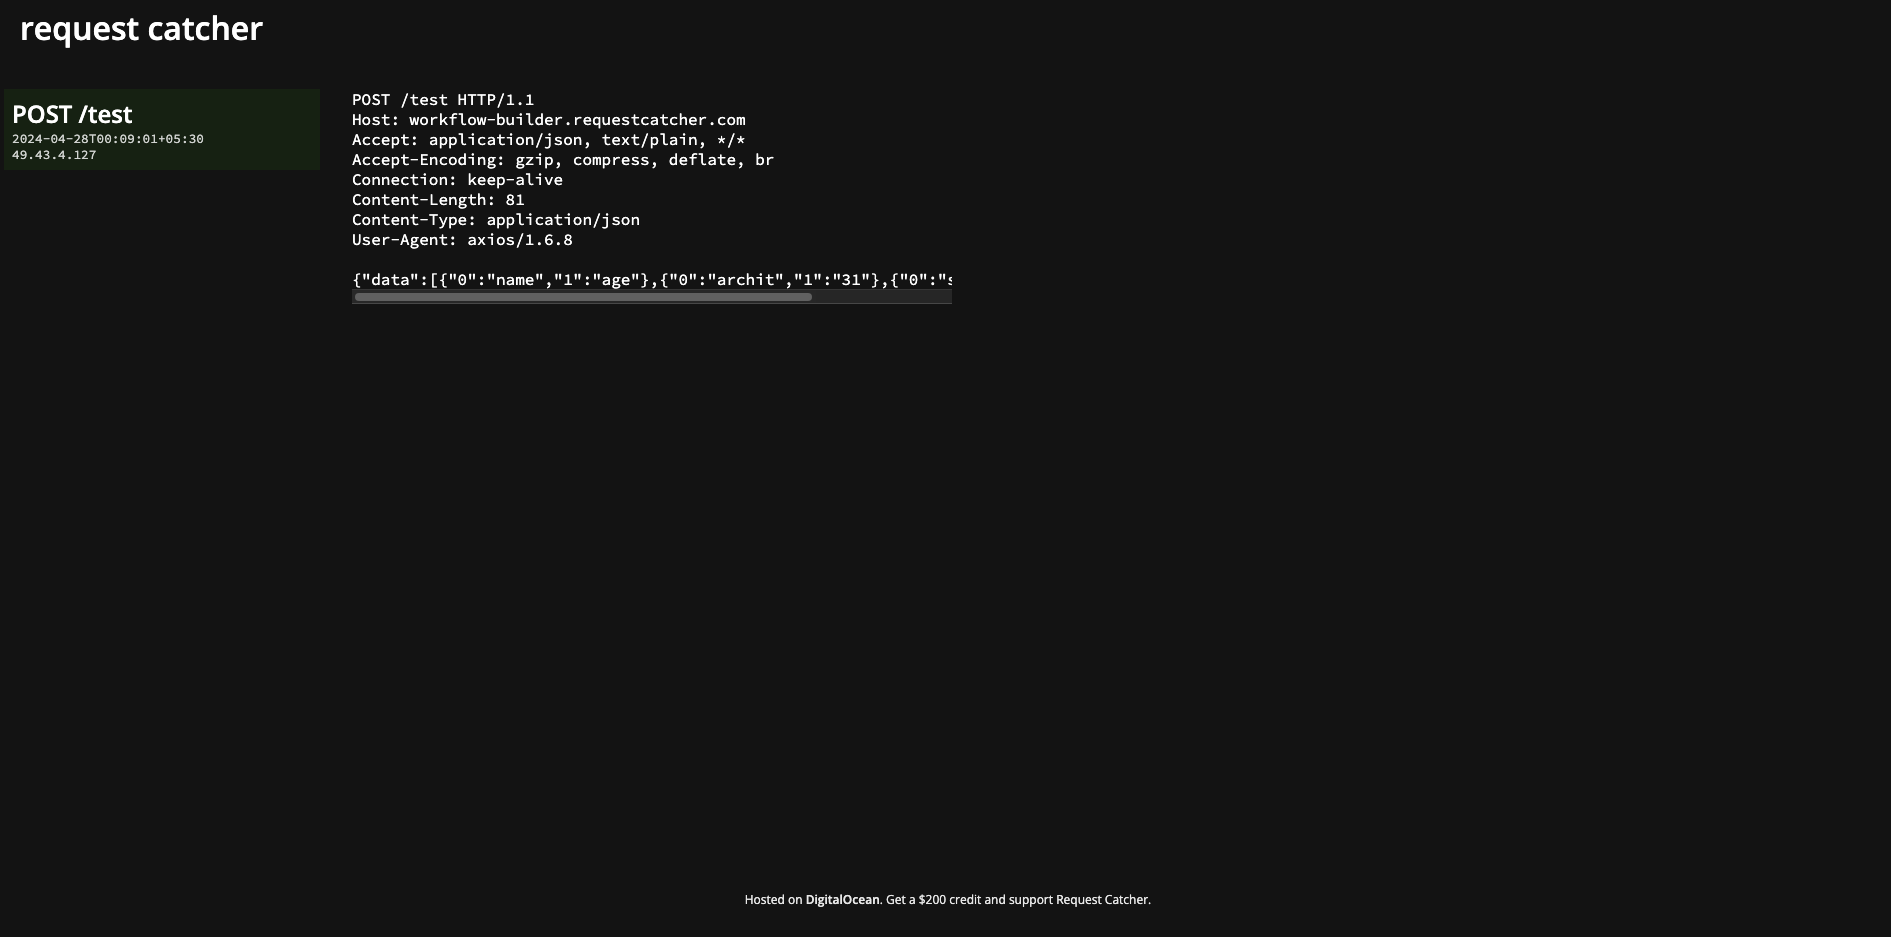 request catcher
POST /test
2024-04-28T00:09:01+05:30
49.43.4.127
POST /test HTTP/1.1
Host: workflow-builder.requestcatcher.com
Accept: application/json, text/plain, */*
Accept-Encoding: gzip, compress, deflate, br
Connection: keep-alive
Content-Length: 81
Content-Type: application/json
User-Agent: axios/1.6.8
{"data":[{"0":"name","1":"age"},{"0":"archit","1":"31"},{"0":"s
Hosted on DigitalOcean. Get a $200 credit and support Request Catcher.